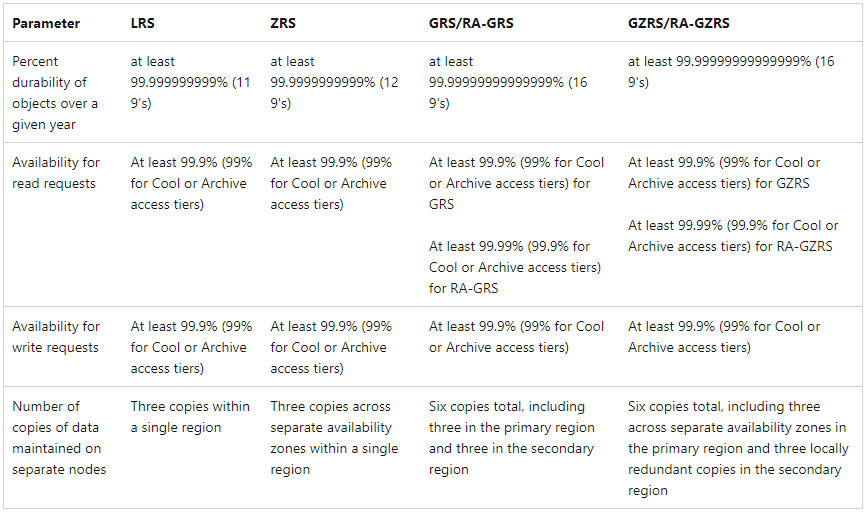 Parameter
LRS
ZRS
GRS/RA-GRS
GZRS/RA-GZRS
Percent
durability of
objects over a
given year
at least
99.999999999% (11
9's)
at least
99.9999999999% (12
9's)
at least
99.99999999999999% (16
9's)
at least 99.99999999999999% (16
9's)
Availability for
read requests
At least 99.9% (99%
for Cool or Archive
access tiers)
At least 99.9% (99%
for Cool or Archive
access tiers)
At least 99.9% (99% for Cool
or Archive access tiers) for
GRS
At least 99.99% (99.9% for
Cool or Archive access tiers)
for RA-GRS
At least 99.9% (99% for Cool or
Archive access tiers) for GZRS
At least 99.99% (99.9% for Cool or
Archive access tiers) for RA-GZRS
Availability for
write requests
At least 99.9% (99%
for Cool or Archive
access tiers)
At least 99.9% (99%
for Cool or Archive
access tiers)
At least 99.9% (99% for Cool
or Archive access tiers)
At least 99.9% (99% for Cool or
Archive access tiers)
Number of
copies of data
maintained on
separate nodes
Three copies within
a single region
Three copies across
separate availability
zones within a single
region
Six copies total, including
three in the primary region
and three in the secondary
region
Six copies total, including three
across separate availability zones in
the primary region and three locally
redundant copies in the secondary
region